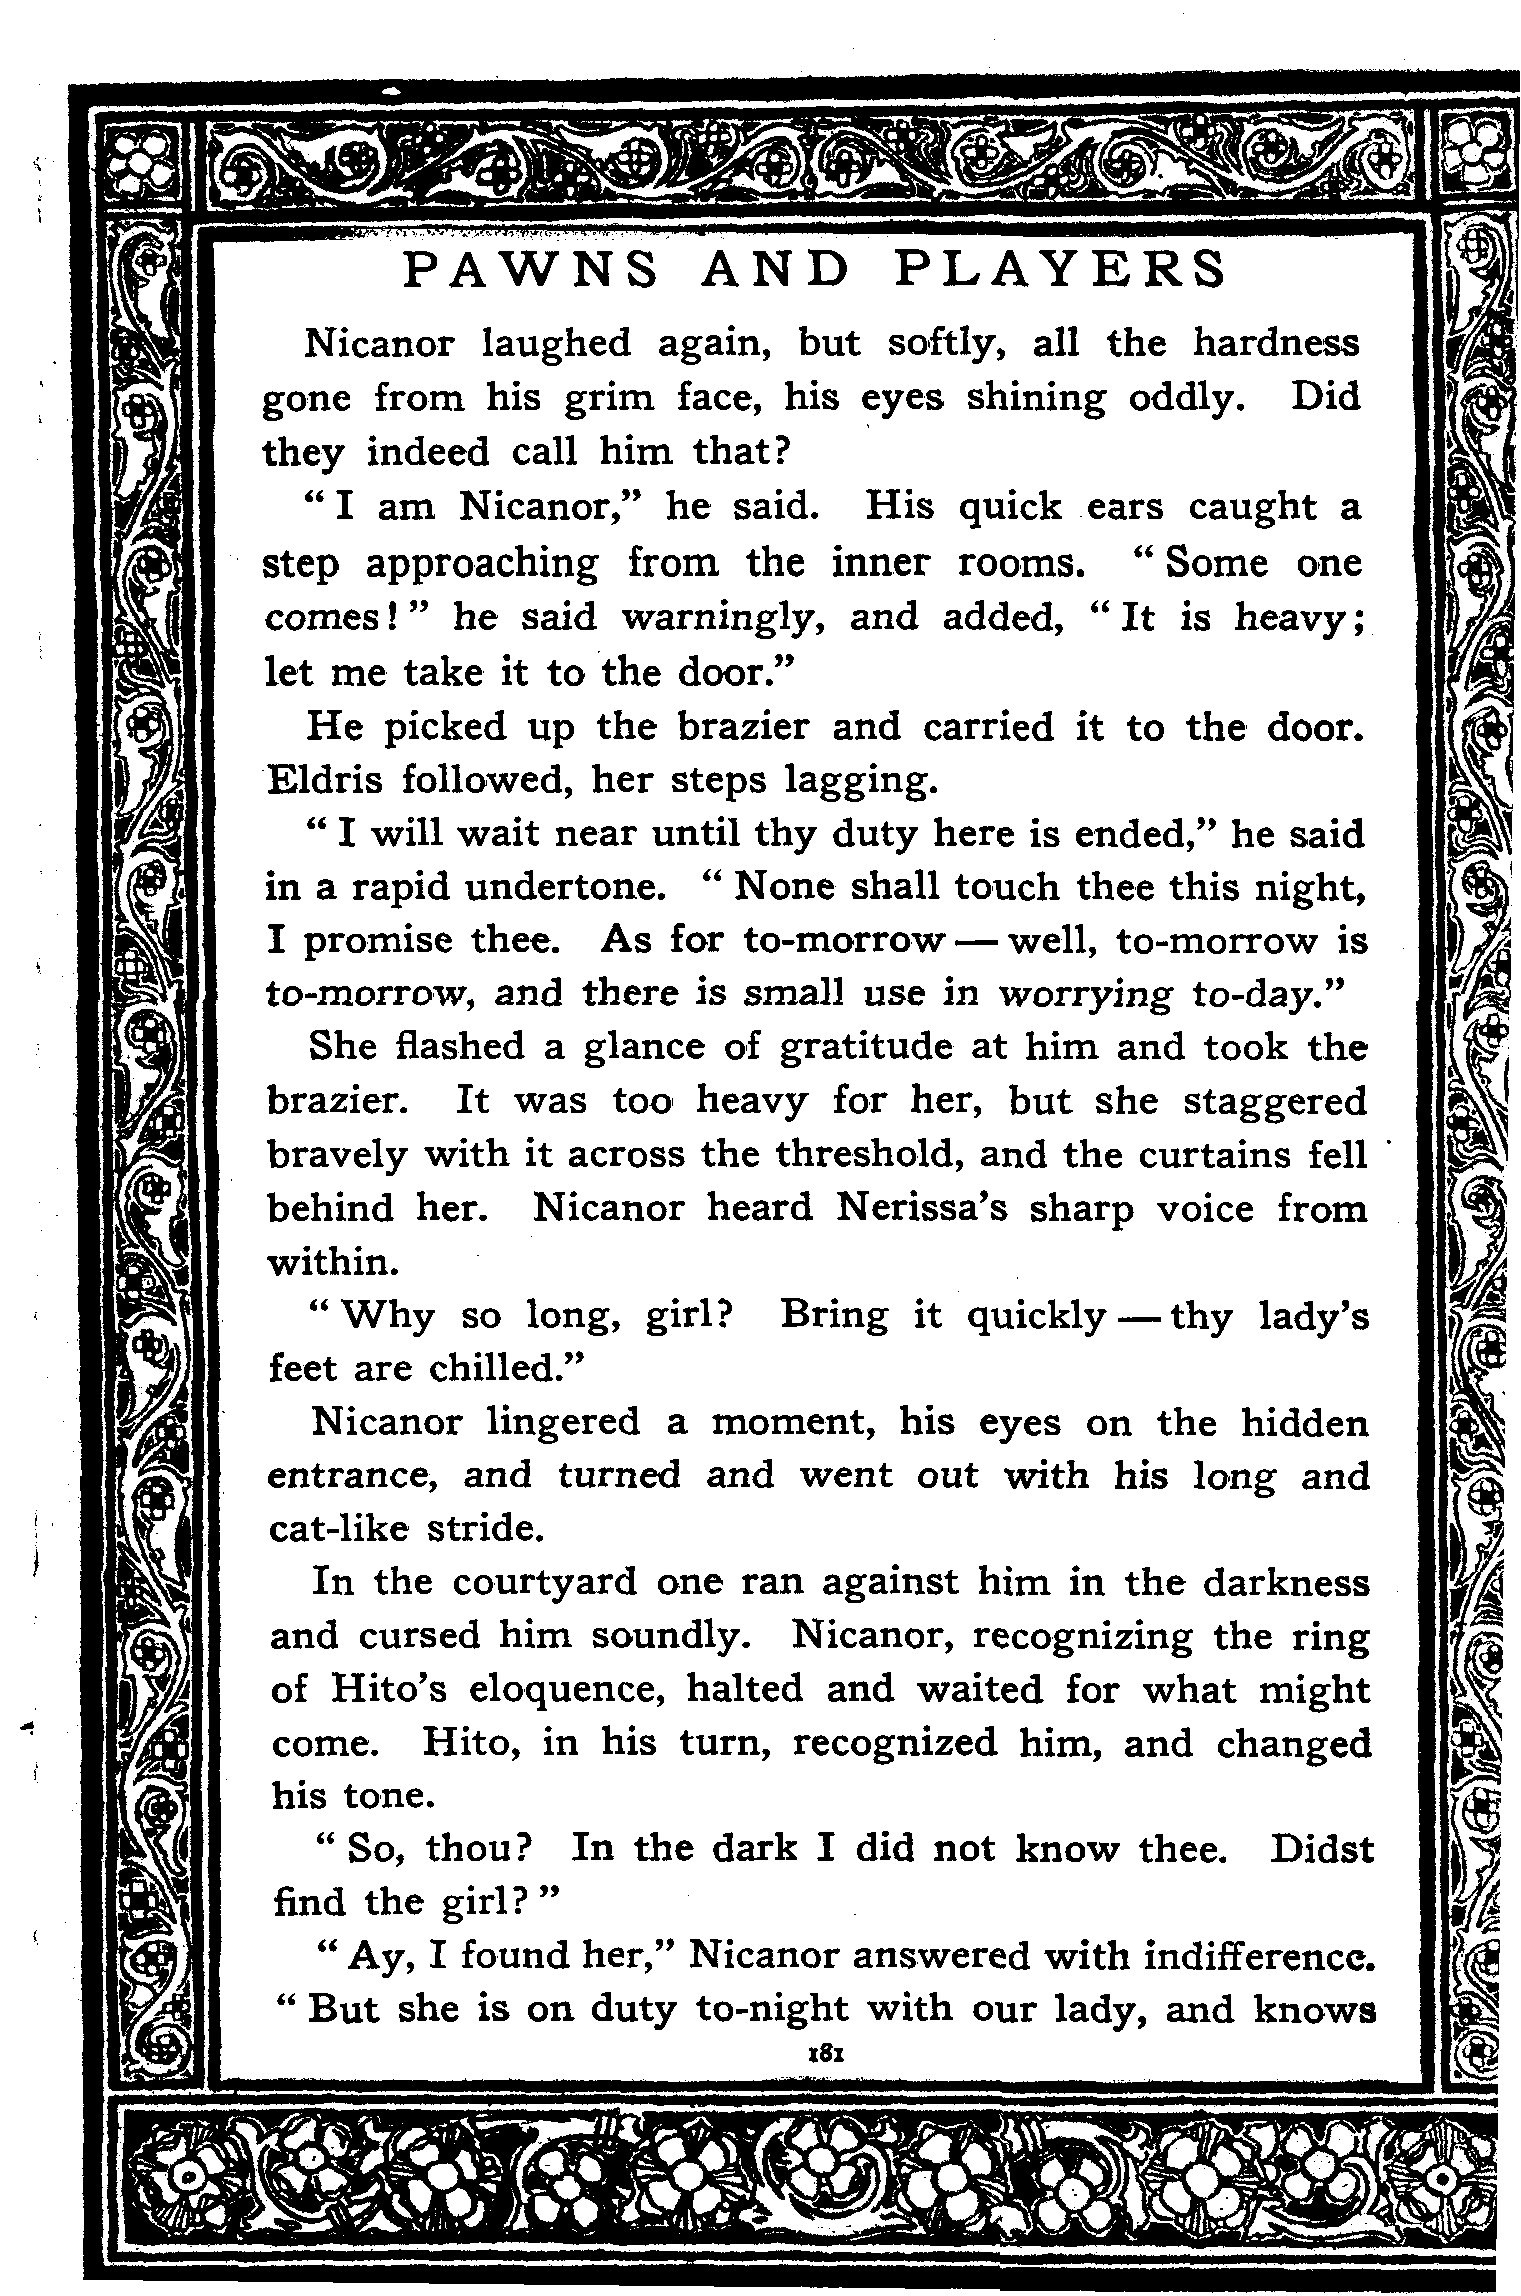 PAWNS AND PLAYERS
Nicanor laughed again, but softly, all the hardness
gone from his grim face, his eyes shining oddly. Did
they indeed call him that?
“ I am Nicanor,” he said. His quick ears caught a
step approaching from the inner rooms. “ Some one
comes! ” he said warningly, and added, “ It is heavy;
let me take it to the door.”
He picked up the brazier and carried it to the door.
Eldris followed, her steps lagging.
“ I will wait near until thy duty here is ended,” he said
in a rapid undertone. “ None shall touch thee this night,
I promise thee. As for to-morrow — well, to-morrow is
to-morrow, and there is small use in worrying to-day.”
She flashed a glance of gratitude at him and took the
brazier. It was too heavy for her, but she staggered
bravely with it across the threshold, and the curtains fell
behind her. Nicanor heard Nerissa’s sharp voice from
within.
“ Why so long, girl? Bring it quickly — thy lady’s
feet are chilled.”
Nicanor lingered a moment, his eyes on the hidden
entrance, and turned and went out with his long and
cat-like stride.
In the courtyard one ran against him in the darkness
and cursed him soundly. Nicanor, recognizing the ring
of Hito’s eloquence, halted and waited for what might
come. Hito, in his turn, recognized him, and changed
his tone.
“ So, thou? In the dark I did not know thee. Didst
find the girl? ”
“ Ay, I found her,” Nicanor answered with indifference.
“ But she is on duty to-night with our lady, and knows
181